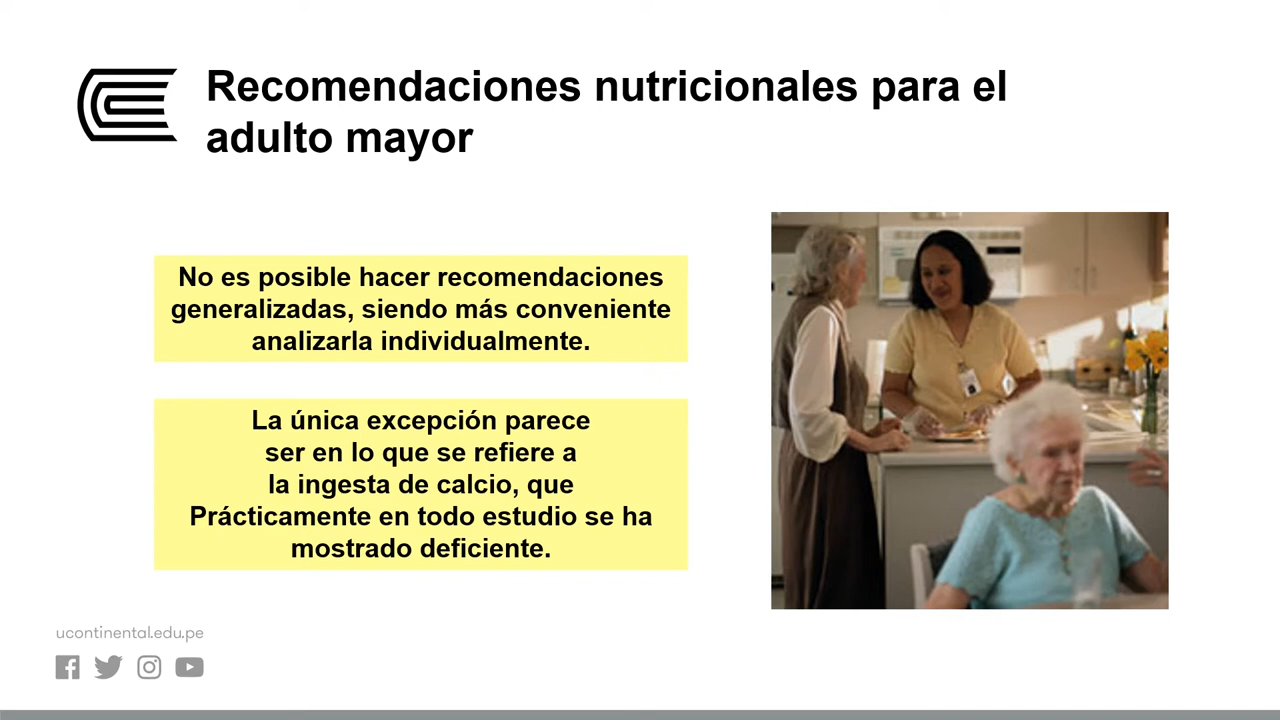 Recomendaciones nutricionales para el
adulto mayor
No es posible hacer recomendaciones
generalizadas, siendo más conveniente
analizarla individualmente.
La única excepción parece
ser en lo que se refiere a
la ingesta de calcio, que
Prácticamente en todo estudio se ha
mostrado deficiente.
ucontinental.edu.pe